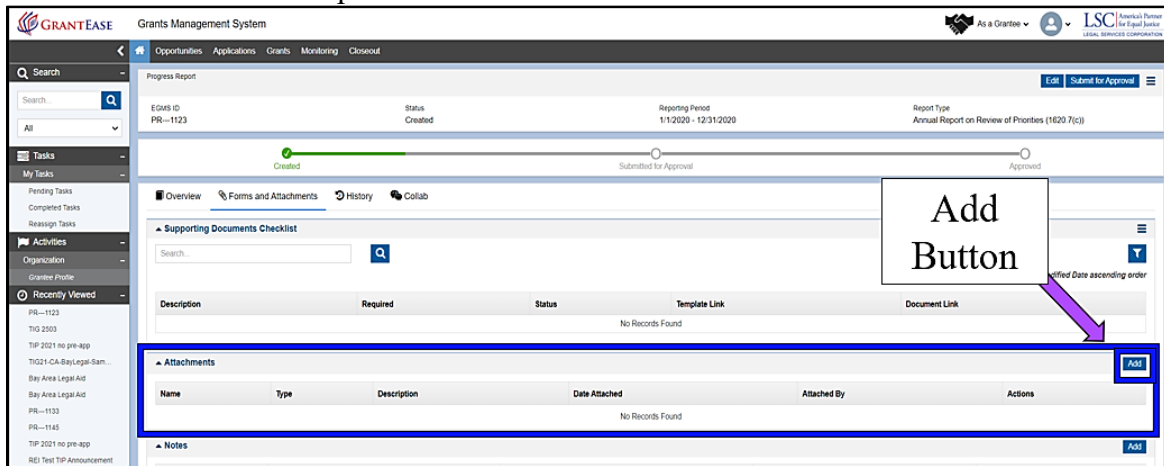 GRANTEASE Grants Management System As a Grantee LSC America's Partner for Equal Justice LEGAL SERVICES CORPORATION
Opportunities Applications Grants Monitoring Closeout
Search
Search...
All
Tasks
My Tasks
Pending Tasks
Completed Tasks
Reassign Tasks
Activities
Organization
Grantee Profile
Recently Viewed
PR---1123
TIG 2503
TIP 2021 no pre-app
TIG21-CA-BayLegal-Sam...
Bay Area Legal Aid
Bay Area Legal Aid
PR---1133
PR---1145
TIP 2021 no pre-app
REI Test TIP Announcement
Progress Report Edit Submit for Approval
EGMS ID Status Reporting Period Report Type
PR---1123 Created 1/1/2020 - 12/31/2020 Annual Report on Review of Priorities (1620.7(c))
Created Submitted for Approval Approved
Overview Forms and Attachments History Collab
Add
Button
Supporting Documents Checklist
Search...
Date ascending order
Description Required Status Template Link Document Link
No Records Found
Attachments Add
Name Type Description Date Attached Attached By Actions
No Records Found
Notes Add